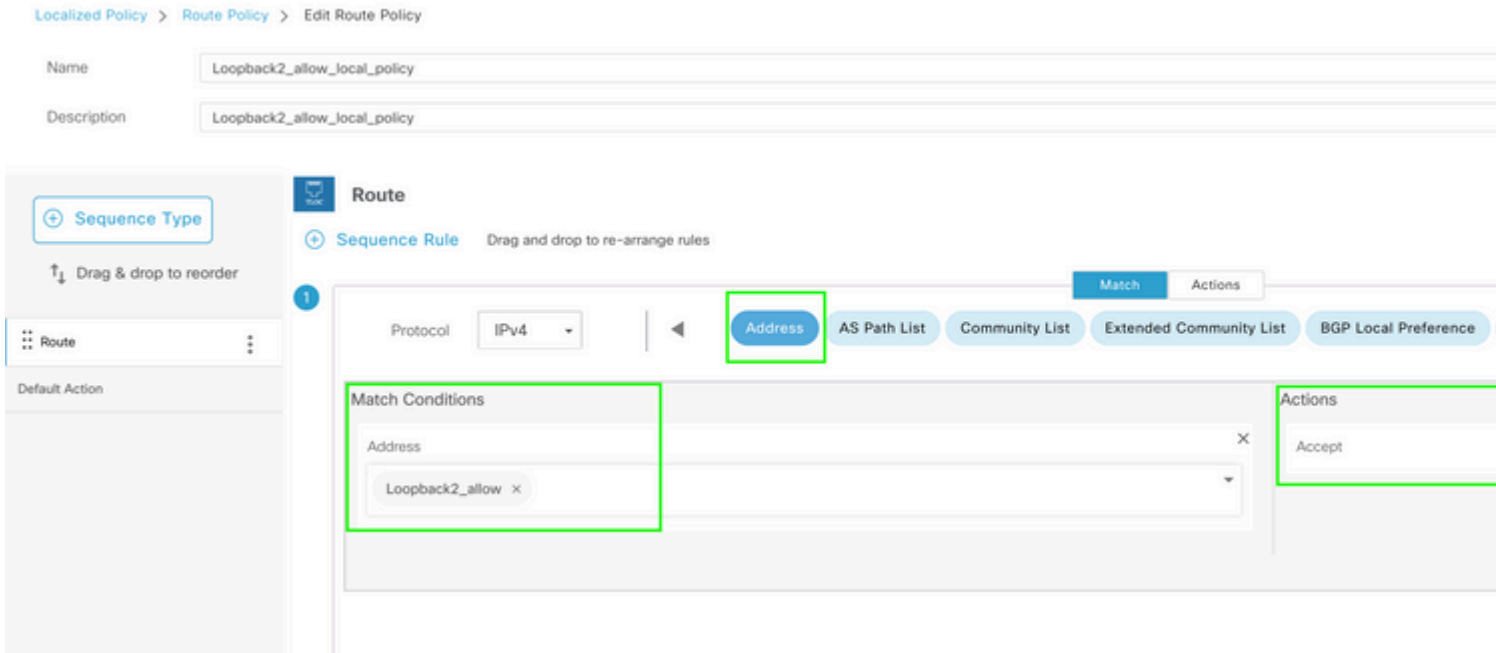 Localized Policy > Route Policy > Edit Route Policy
Name Loopback2_allow_local_policy
Description Loopback2_allow_local_policy
Sequence Type
Drag & drop to reorder
Route
Default Action
Route
Sequence Rule Drag and drop to re-arrange rules
1
Match Actions
Protocol IPv4 Address AS Path List Community List Extended Community List BGP Local Preference
Match Conditions Actions
Address Accept
Loopback2_allow